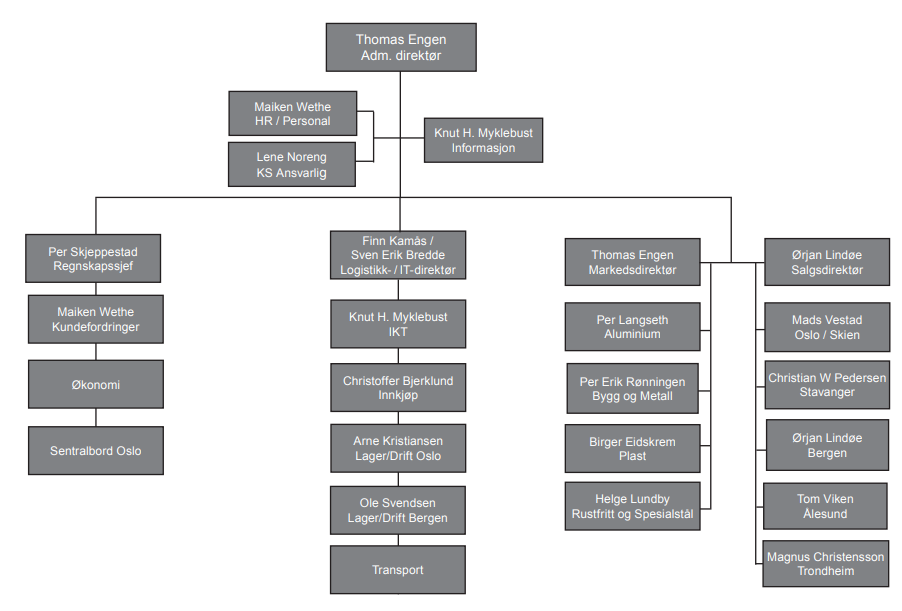 Thomas Engen
Adm. direktør
Maiken Wethe
HR / Personal
Knut H. Myklebust
Informasjon
Lene Noreng
KS Ansvarlig
Per Skjeppestad
Regnskapssjef
Maiken Wethe
Kundefordringer
Økonomi
Sentralbord Oslo
Finn Kamås /
Sven Erik Bredde
Logistikk- / IT-direktør
Knut H. Myklebust
IKT
Christoffer Bjerklund
Innkjøp
Arne Kristiansen
Lager/Drift Oslo
Ole Svendsen
Lager/Drift Bergen
Transport
Thomas Engen
Markedsdirektør
Per Langseth
Aluminium
Per Erik Rønningen
Bygg og Metall
Birger Eidskrem
Plast
Helge Lundby
Rustfritt og Spesialstål
Ørjan Lindøe
Salgsdirektør
Mads Vestad
Oslo / Skien
Christian W Pedersen
Stavanger
Ørjan Lindøe
Bergen
Tom Viken
Ålesund
Magnus Christensson
Trondheim